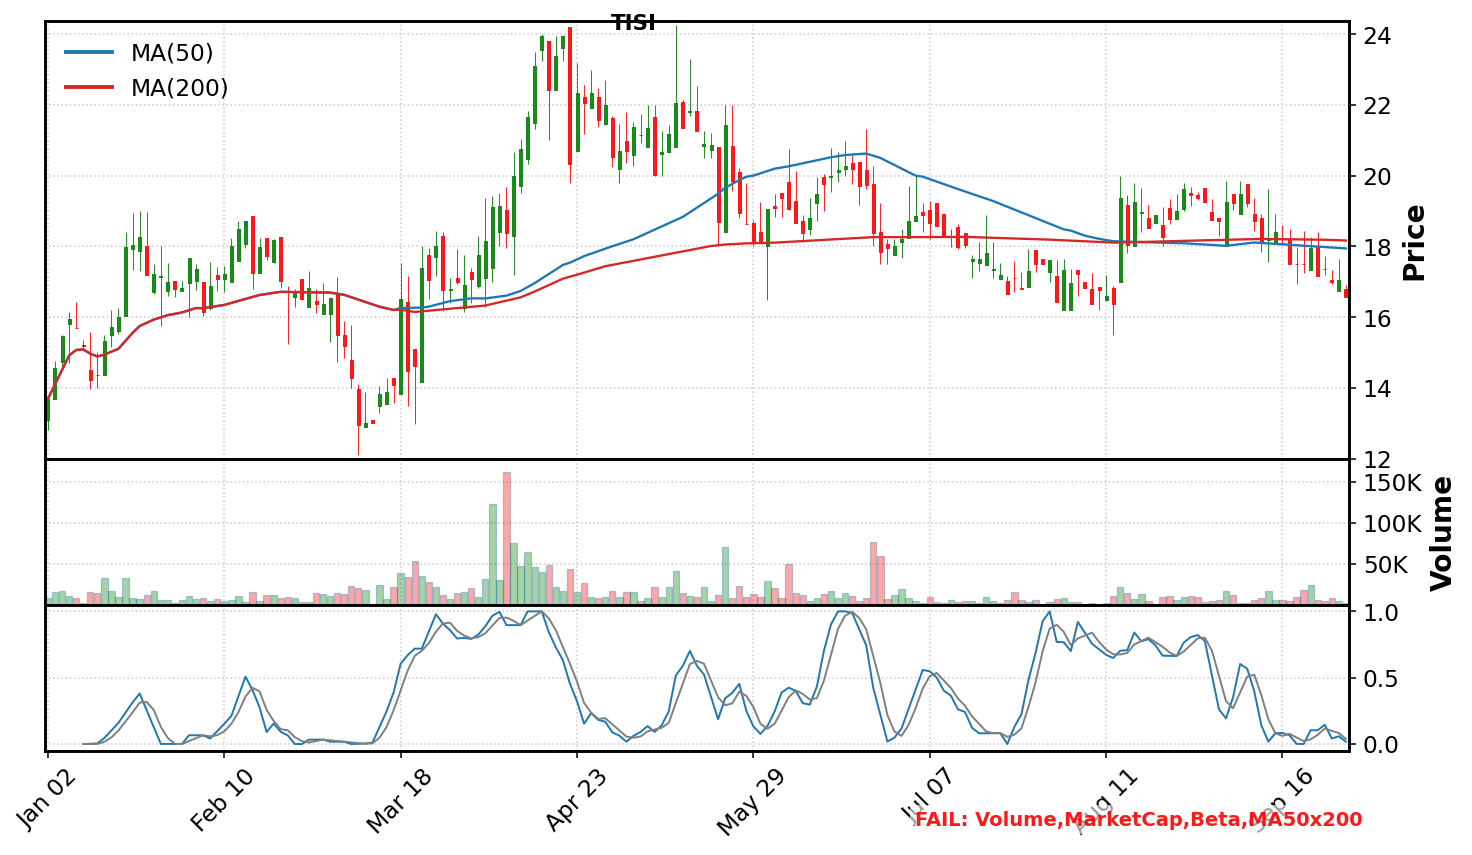 TISI
MA(50)
MA(200)
24
22
20
18
16
14
12
Price
150K
100K
50K
Volume
1.0
0.5
0.0
Jan 02
Feb 10
Mar 18
Apr 23
May 29
Jul 07
Aug 11
Sep 16
FAIL: Volume,MarketCap,Beta,MA50x200